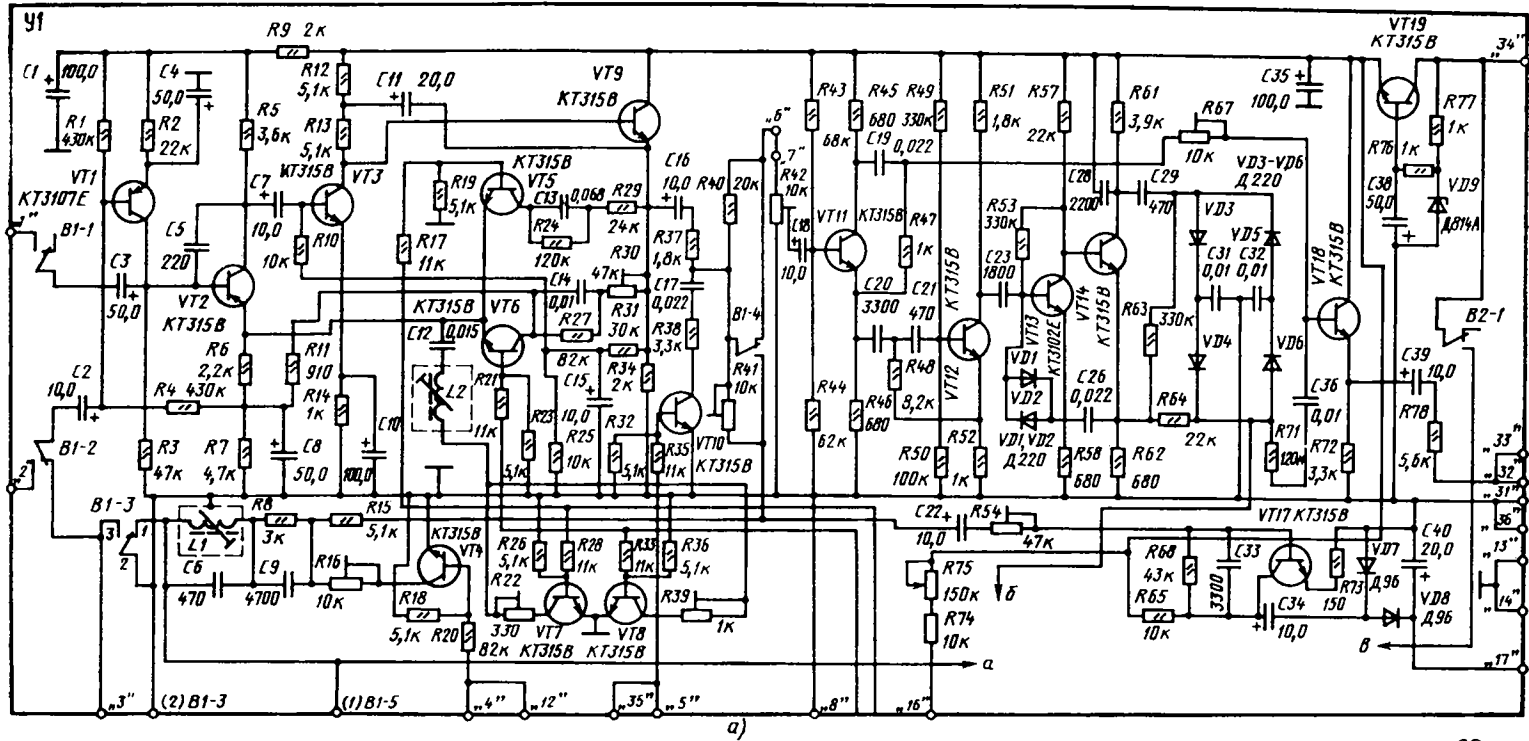 У1
R9 2к
C1
100,0
R1
430к
C4
50,0
R2
22к
R5
3,6к
R12
5,1к
R13
5,1к
C11 20,0
VT9
КТ315В
VT1
КТ3107Е
C7
10,0
КТ315В
VT3
R10
10к
C5
220
C3
50,0
VT2
КТ315В
„1”
B1-1
C2
10,0
R4 430к
R6
2,2к
R11
910
R14
1к
C10
100,0
R3
47к
R7
4,7к
C8
50,0
„2”
B1-2
B1-3
1
2
3
L1
R8
3к
C6
470
C9
4700
R15
5,1к
R16
10к
КТ315В
VT4
R18
5,1к
R20
82к
R17
11к
R19
5,1к
КТ315В
VT5
C13 0,068
R24
120к
R29
24к
R30
47к
C14
0,01
R31
30к
КТ315В
VT6
R27
82к
C12
0,015
L2
R21
11к
R23
5,1к
C15
10,0
R25
10к
R34
2к
R32
5,1к
R35
11к
C16
10,0
R37
1,8к
C17
0,022
R38
3,3к
VT10
КТ315В
R40
20к
B1-4
R41
10к
R26
5,1к
R28
11к
R33
11к
R36
5,1к
R22
330
VT7
КТ315В
VT8
КТ315В
R39
1к
„6”
„7”
R42
10к
C18
10,0
R43
68к
VT11
КТ315В
R44
62к
R45
680
C19
0,022
R47
1к
C20
3300
C21
470
R46
680
R48
8,2к
R49
330к
R50
100к
КТ315В
VT12
R51
1,8к
R52
1к
C23
1800
R53
330к
R57
22к
VT13
КТ3102Е
VD1
VD2
VD1, VD2
Д220
R58
680
C26
0,022
VT14
КТ315В
R61
3,9к
R62
680
C28
2200
C29
470
R63
330к
R64
22к
R67
10к
VD3-VD6
Д220
VD3
VD5
C31
0,01
C32
0,01
VD4
VD6
C36
0,01
R71
120к
R72
3,3к
VT18
КТ315В
C35
100,0
VT19
КТ315В
„34”
R77
1к
R76 1к
C38
50,0
VD9
Д814А
B2-1
C39
10,0
R78
5,6к
„33”
„32”
„31”
„36”
„13”
„14”
„17”
C22
10,0
R54
47к
R75
150к
R74
10к
б
VT17 КТ315В
R68
43к
C33
3300
R65
10к
C34
10,0
R73
150
VD7
Д9б
C40
20,0
VD8
Д9б
в
а
„3”
(2) B1-3
(1) B1-5
„4”
„12”
„35”
„5”
„8”
„16”
а)